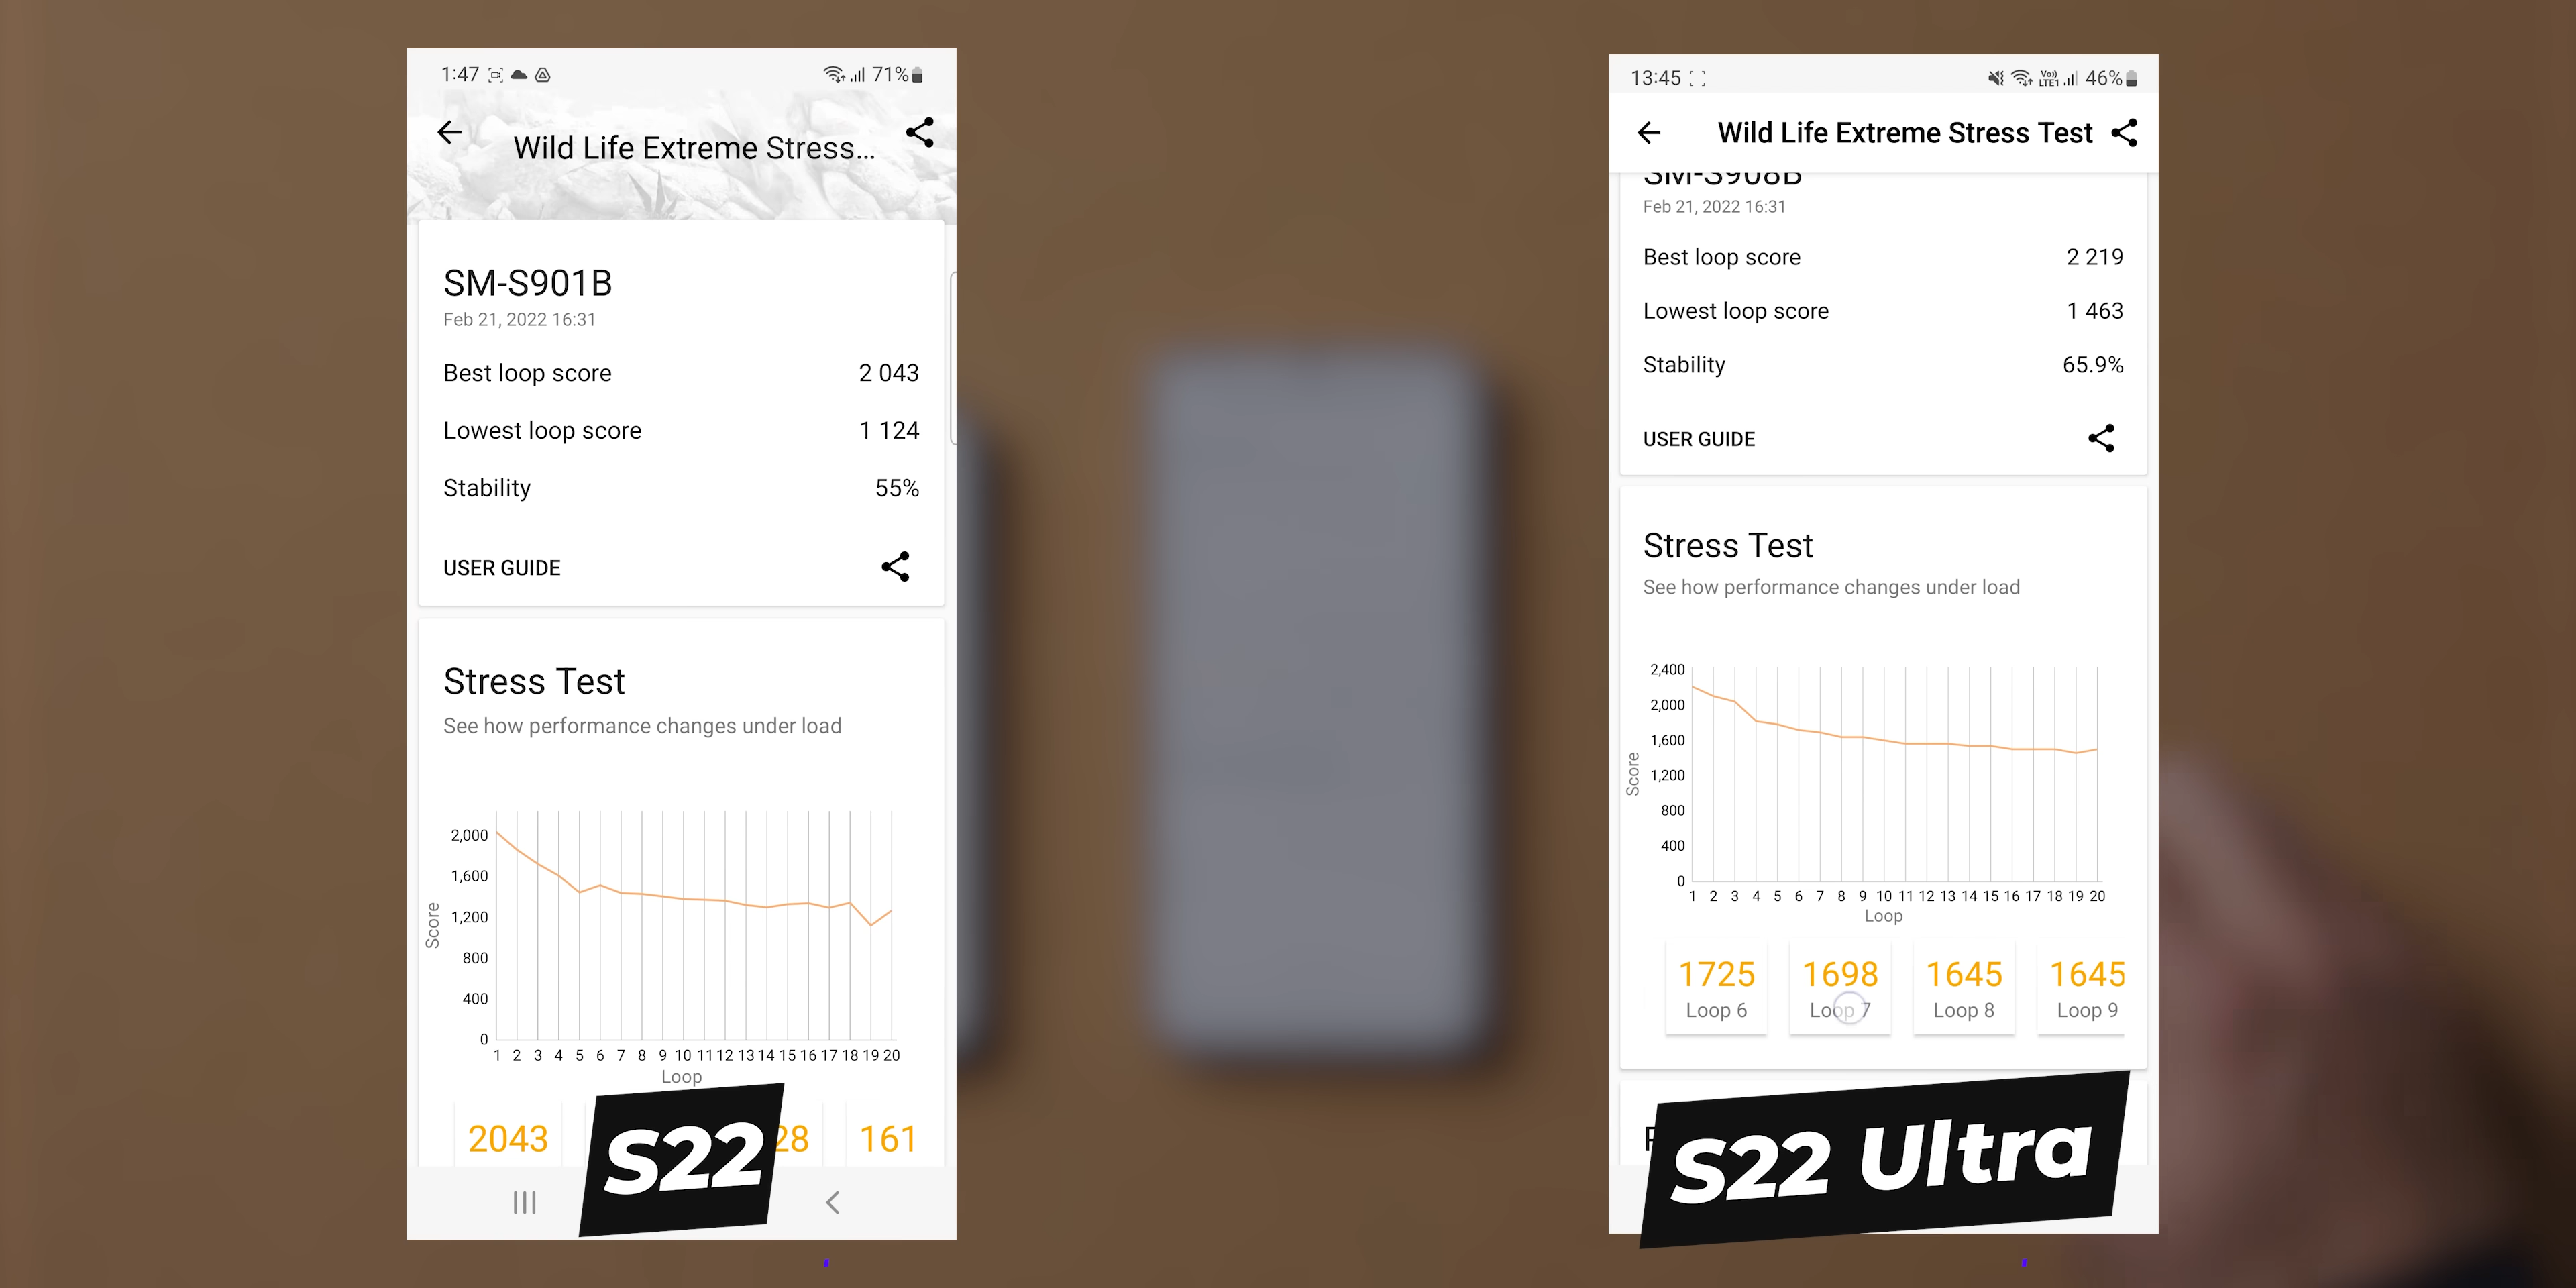 1:47 71%
Wild Life Extreme Stress...
SM-S901B
Feb 21, 2022 16:31
Best loop score 2 043
Lowest loop score 1 124
Stability 55%
USER GUIDE
Stress Test
See how performance changes under load
2,000
1,600
1,200
800
400
0
Score
1 2 3 4 5 6 7 8 9 10 11 12 13 14 15 16 17 18 19 20
Loop
2043 28 161
S22
13:45 Vo) LTE1 46%
Wild Life Extreme Stress Test
SM-S908B
Feb 21, 2022 16:31
Best loop score 2 219
Lowest loop score 1 463
Stability 65.9%
USER GUIDE
Stress Test
See how performance changes under load
2,400
2,000
1,600
1,200
800
400
0
Score
1 2 3 4 5 6 7 8 9 10 11 12 13 14 15 16 17 18 19 20
Loop
1725 1698 1645 1645
Loop 6 Loop 7 Loop 8 Loop 9
S22 Ultra